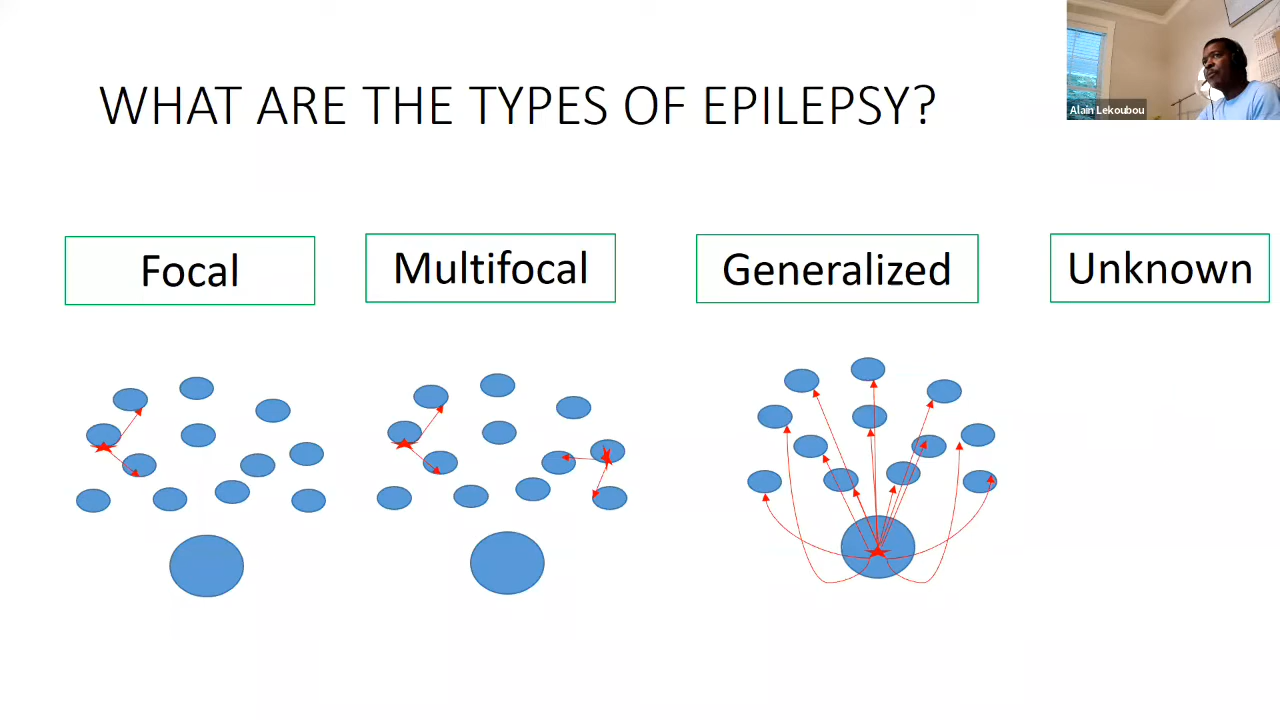 WHAT ARE THE TYPES OF EPILEPSY?
Alain Lekoubou
Focal
Multifocal
Generalized
Unknown